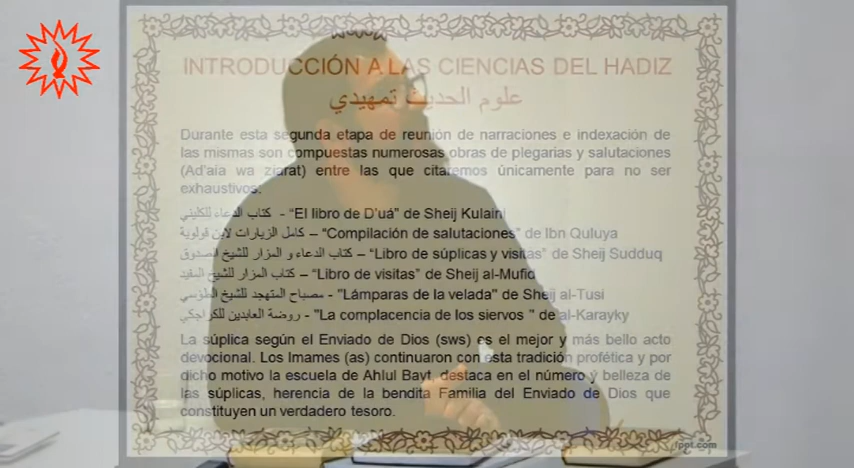 INTRODUCCIÓN A LAS CIENCIAS DEL HADIZ
علوم الحديث تمهيدي
Durante esta segunda etapa de reunión de narraciones e indexación de
las mismas son compuestas numerosas obras de plegarias y salutaciones
(Ad'aia wa ziarat) entre las que citaremos únicamente para no ser
exhaustivos:
كتاب الدعاء للكليني - “El libro de D’uá” de Sheij Kulaini
كامل الزيارات لابن قولوية – “Compilación de salutaciones” de Ibn Quluya
كتاب الدعاء و المزار للشيخ الصدوق – “Libro de súplicas y visitas” de Sheij Sudduq
كتاب المزار للشيخ المفيد – “Libro de visitas” de Sheij al-Mufid
مصباح المتهجد للشيخ الطوسي - "Lámparas de la velada" de Sheij al-Tusi
روضة العابدين للكراجكي - "La complacencia de los siervos " de al-Karayky
La súplica según el Enviado de Dios (sws) es el mejor y más bello acto
devocional. Los Imames (as) continuaron con esta tradición profética y por
dicho motivo la escuela de Ahlul Bayt, destaca en el número y belleza de
las súplicas, herencia de la bendita Familia del Enviado de Dios que
constituyen un verdadero tesoro.
fppt.com